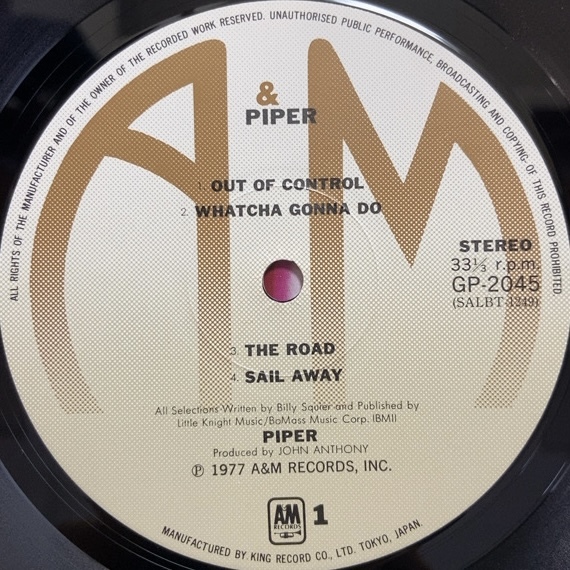 ALL RIGHTS OF THE MANUFACTURER AND OF THE OWNER OF THE RECORDED WORK RESERVED. UNAUTHORISED PUBLIC PERFORMANCE, BROADCASTING AND COPYING OF THIS RECORD PROHIBITED.
A&M
PIPER
1. OUT OF CONTROL
2. WHATCHA GONNA DO
STEREO
33⅓ r.p.m.
GP-2045
(SALBT-1249)
3. THE ROAD
4. SAIL AWAY
All Selections Written by Billy Squier and Published by
Little Knight Music/BoMass Music Corp. (BMI)
PIPER
Produced by JOHN ANTHONY
℗ 1977 A&M RECORDS, INC.
AM
RECORDS
1
MANUFACTURED BY KING RECORD CO., LTD. TOKYO, JAPAN.